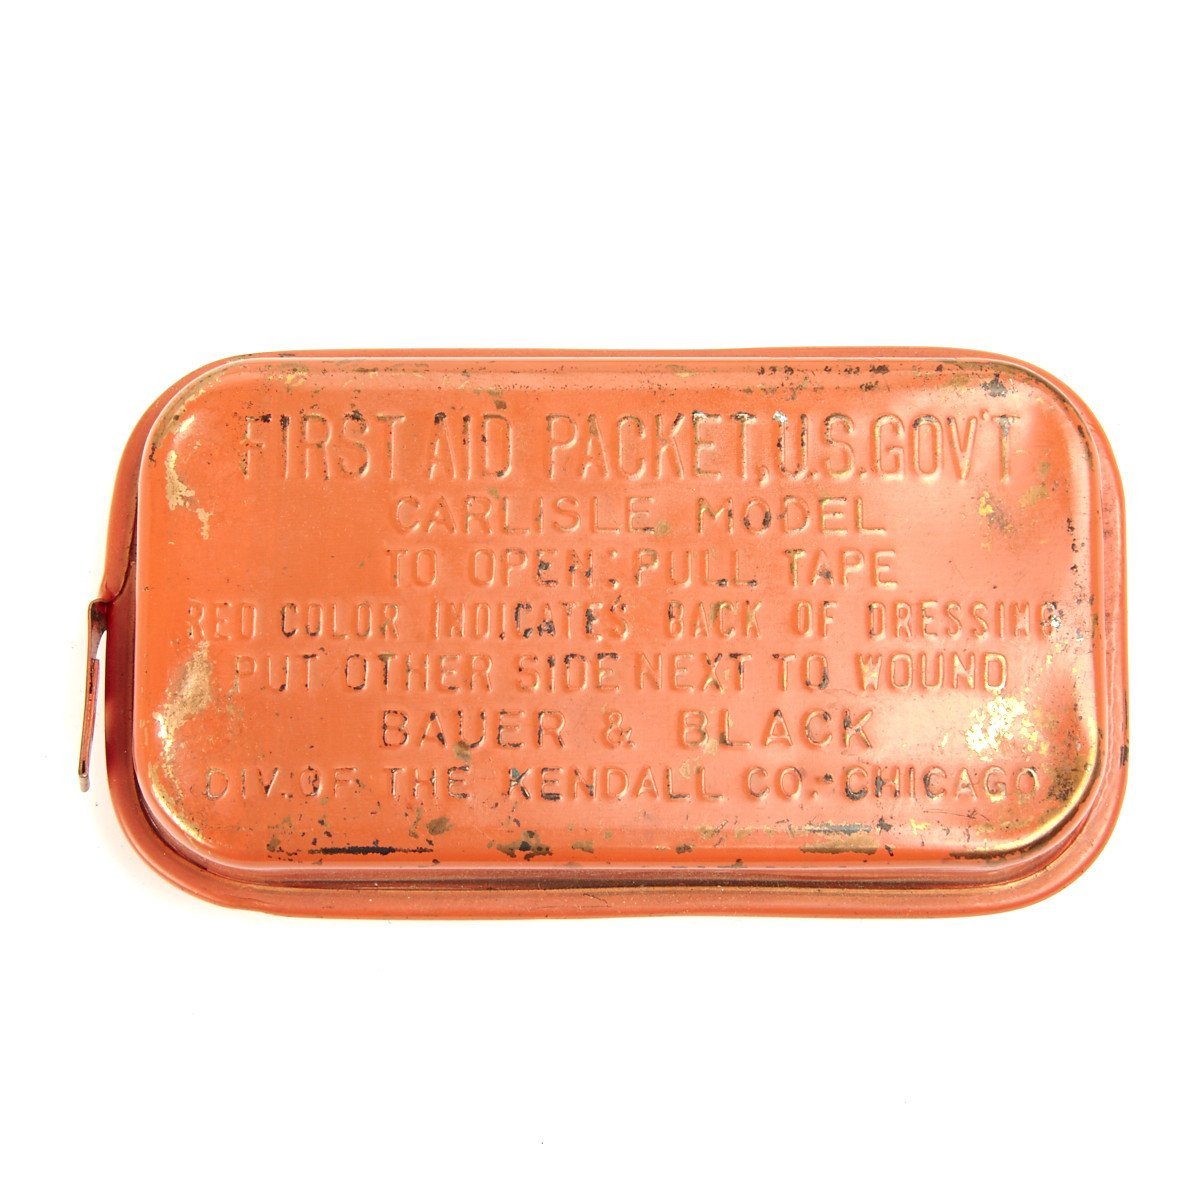 FIRST AID PACKET, U.S. GOV'T
CARLISLE MODEL
TO OPEN: PULL TAPE
RED COLOR INDICATES BACK OF DRESSING
PUT OTHER SIDE NEXT TO WOUND
BAUER & BLACK
DIV. OF THE KENDALL CO.-CHICAGO